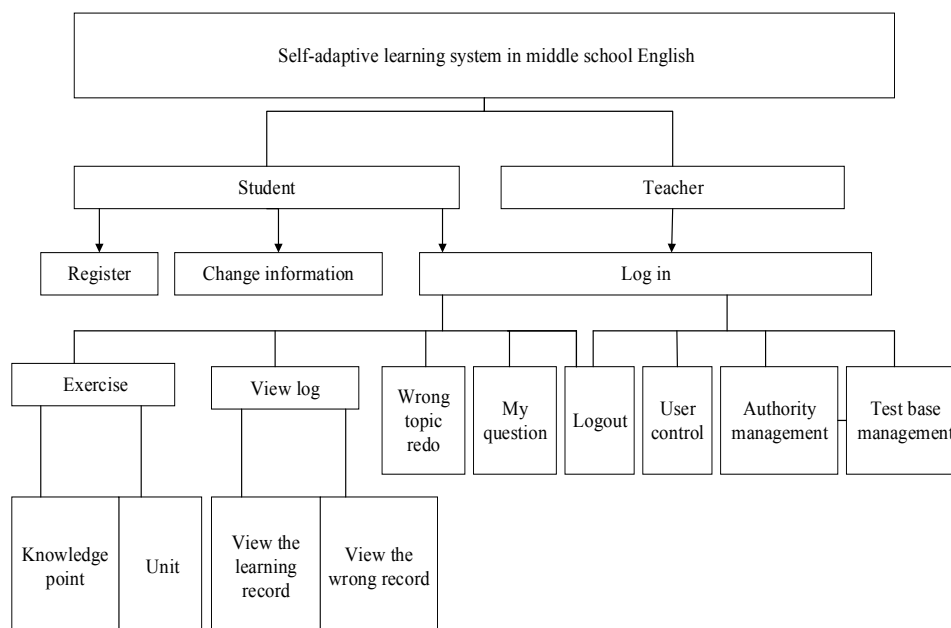 Self-adaptive learning system in middle school English
Student
Teacher
Register
Change information
Log in
Exercise
View log
Wrong
topic
redo
My
question
Logout
User
control
Authority
management
Test base
management
Knowledge
point
Unit
View the
learning
record
View the
wrong record